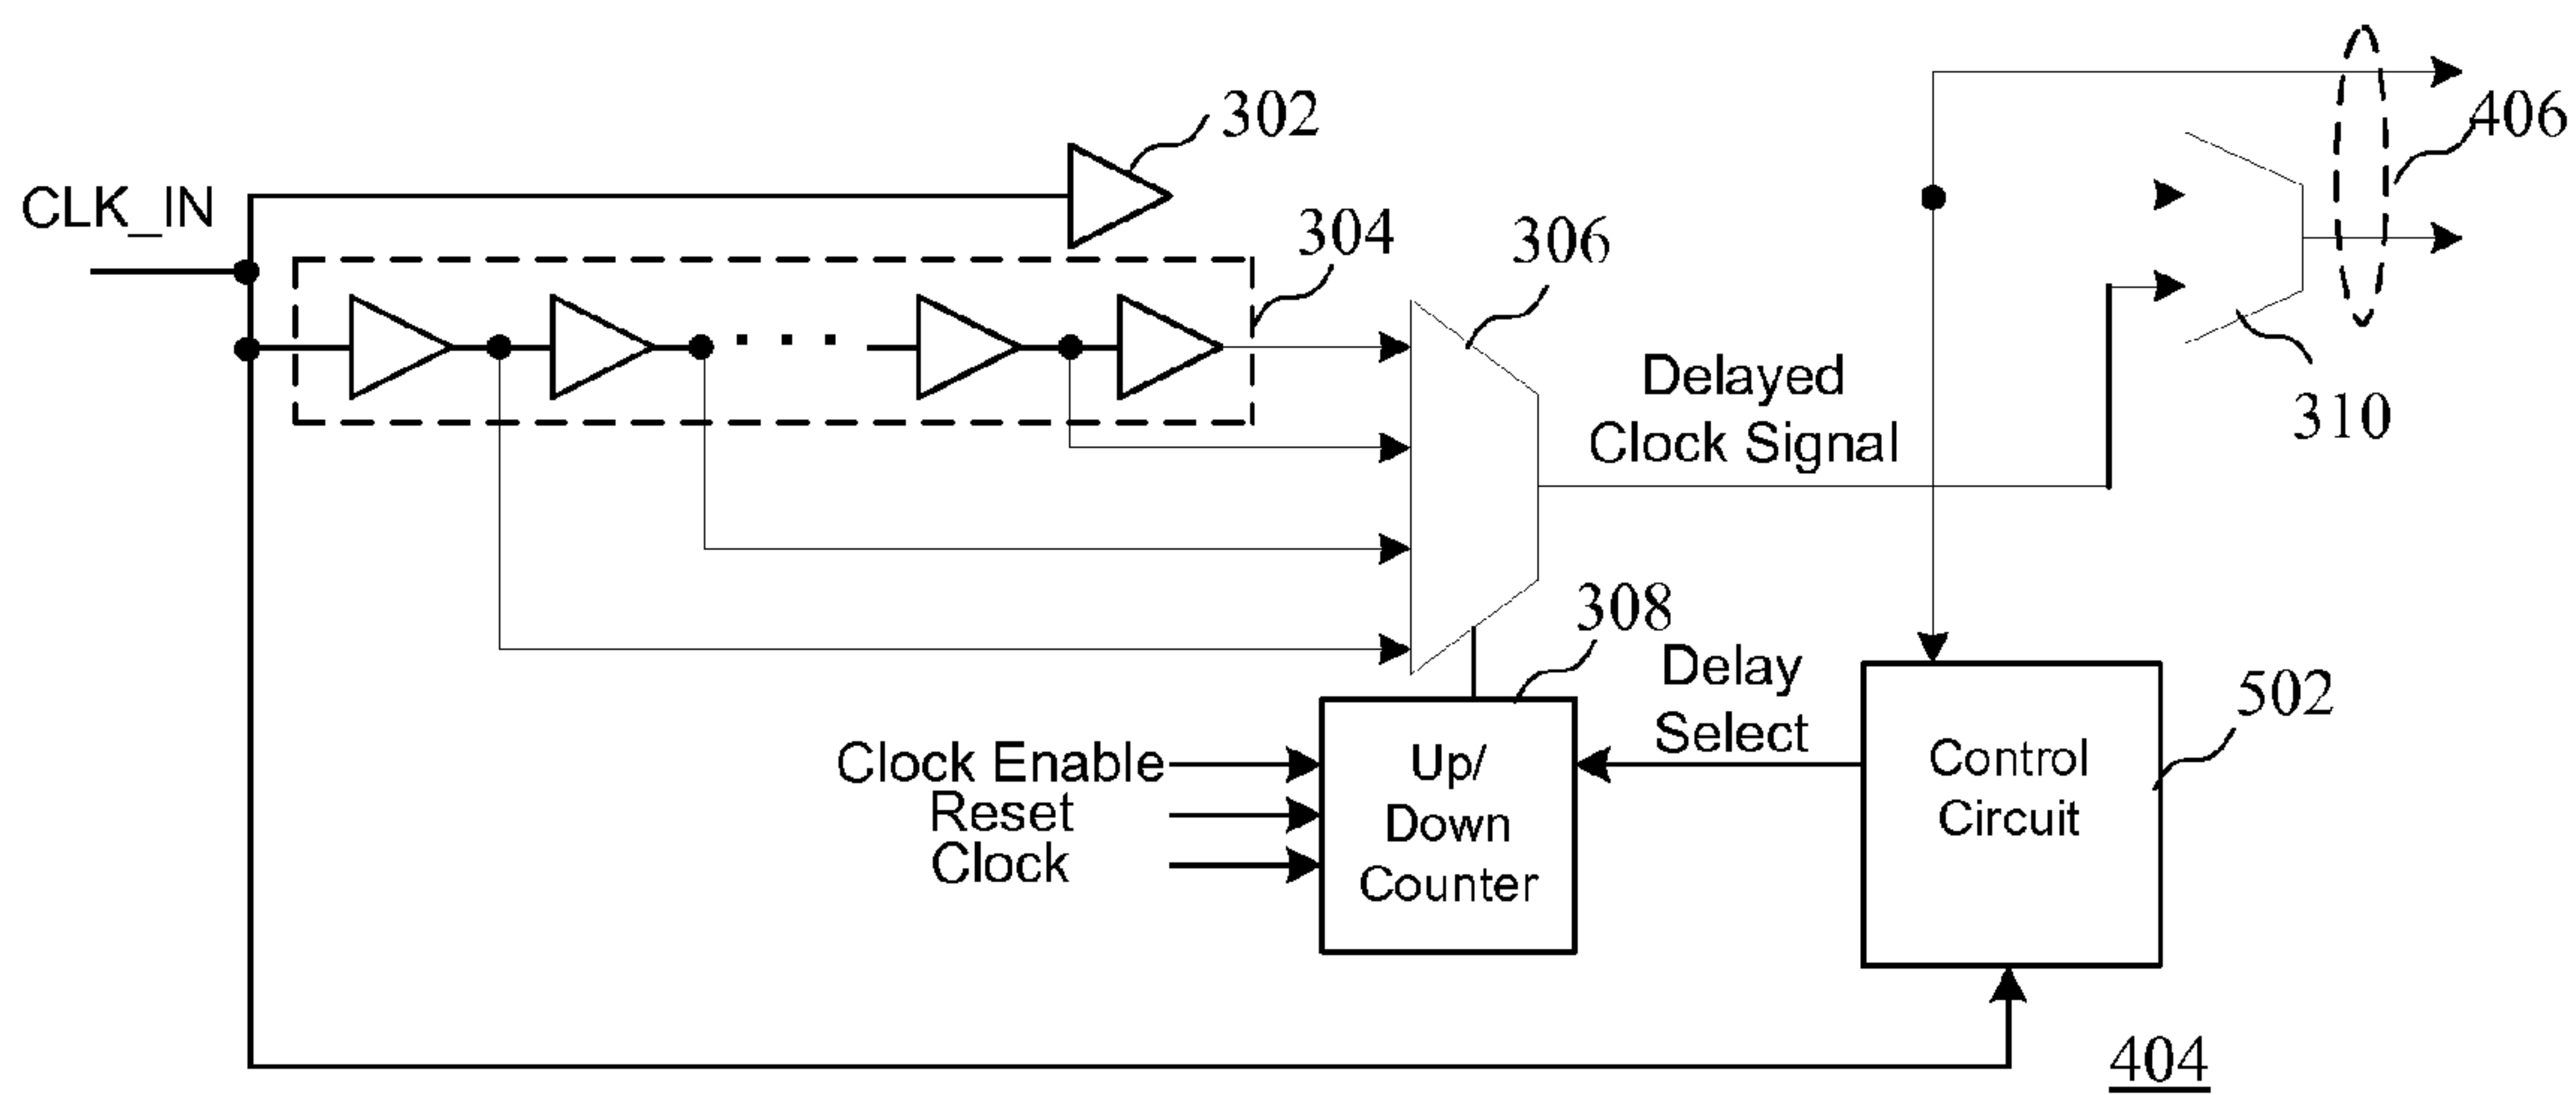 302
406
CLK_IN
304
306
Delayed
Clock Signal
310
308
Delay
Select
502
Clock Enable
Reset
Clock
Up/
Down
Counter
Control
Circuit
404